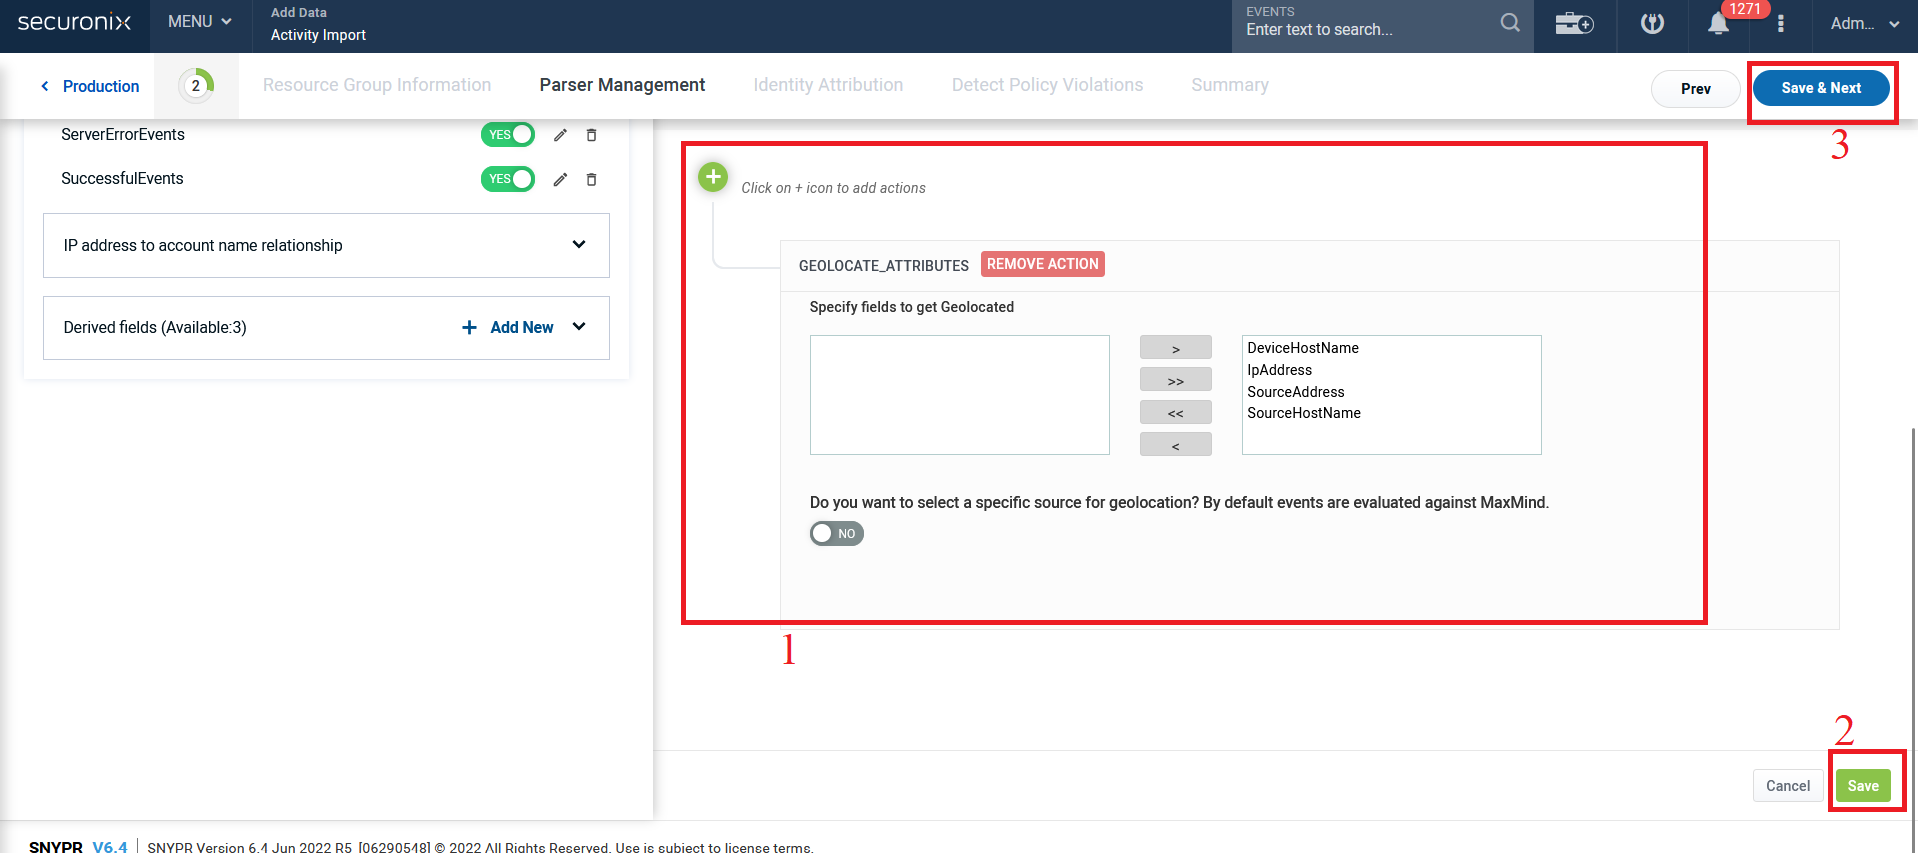 securonix
MENU
Add Data
Activity Import
EVENTS
Enter text to search...
1271
Adm...
Production
2
Resource Group Information
Parser Management
Identity Attribution
Detect Policy Violations
Summary
Prev
Save & Next
3
ServerErrorEvents
YES
SuccessfulEvents
YES
IP address to account name relationship
Derived fields (Available:3)
+ Add New
+
Click on + icon to add actions
GEOLOCATE_ATTRIBUTES
REMOVE ACTION
Specify fields to get Geolocated
>
>>
<<
<
DeviceHostName
IpAddress
SourceAddress
SourceHostName
Do you want to select a specific source for geolocation? By default events are evaluated against MaxMind.
NO
1
2
Cancel
Save
SNYPR V6.4 | SNYPR Version 6.4 Jun 2022 R5 [06290548] © 2022 All Rights Reserved. Use is subject to license terms.